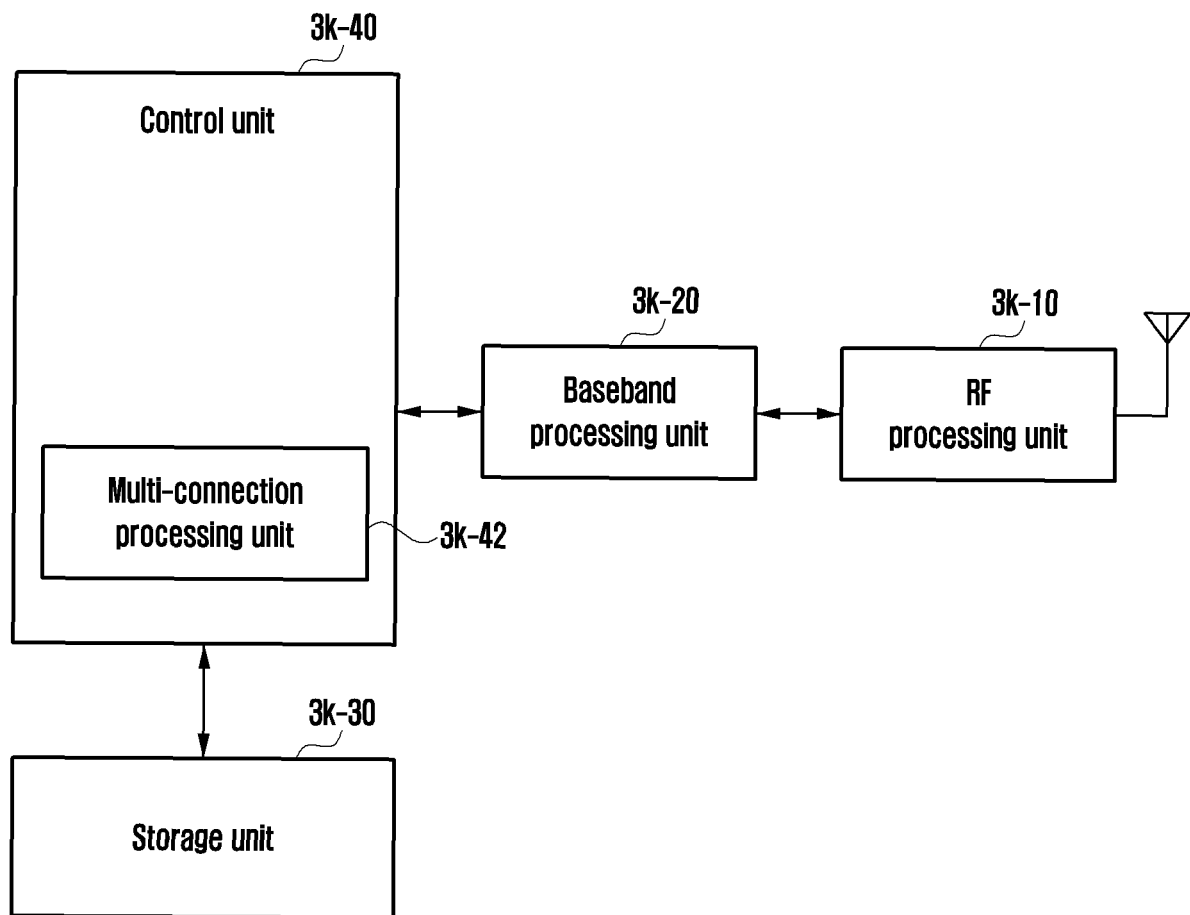 3k-40
Control unit
3k-20
3k-10
Baseband
processing unit
RF
processing unit
Multi-connection
processing unit
3k-42
3k-30
Storage unit